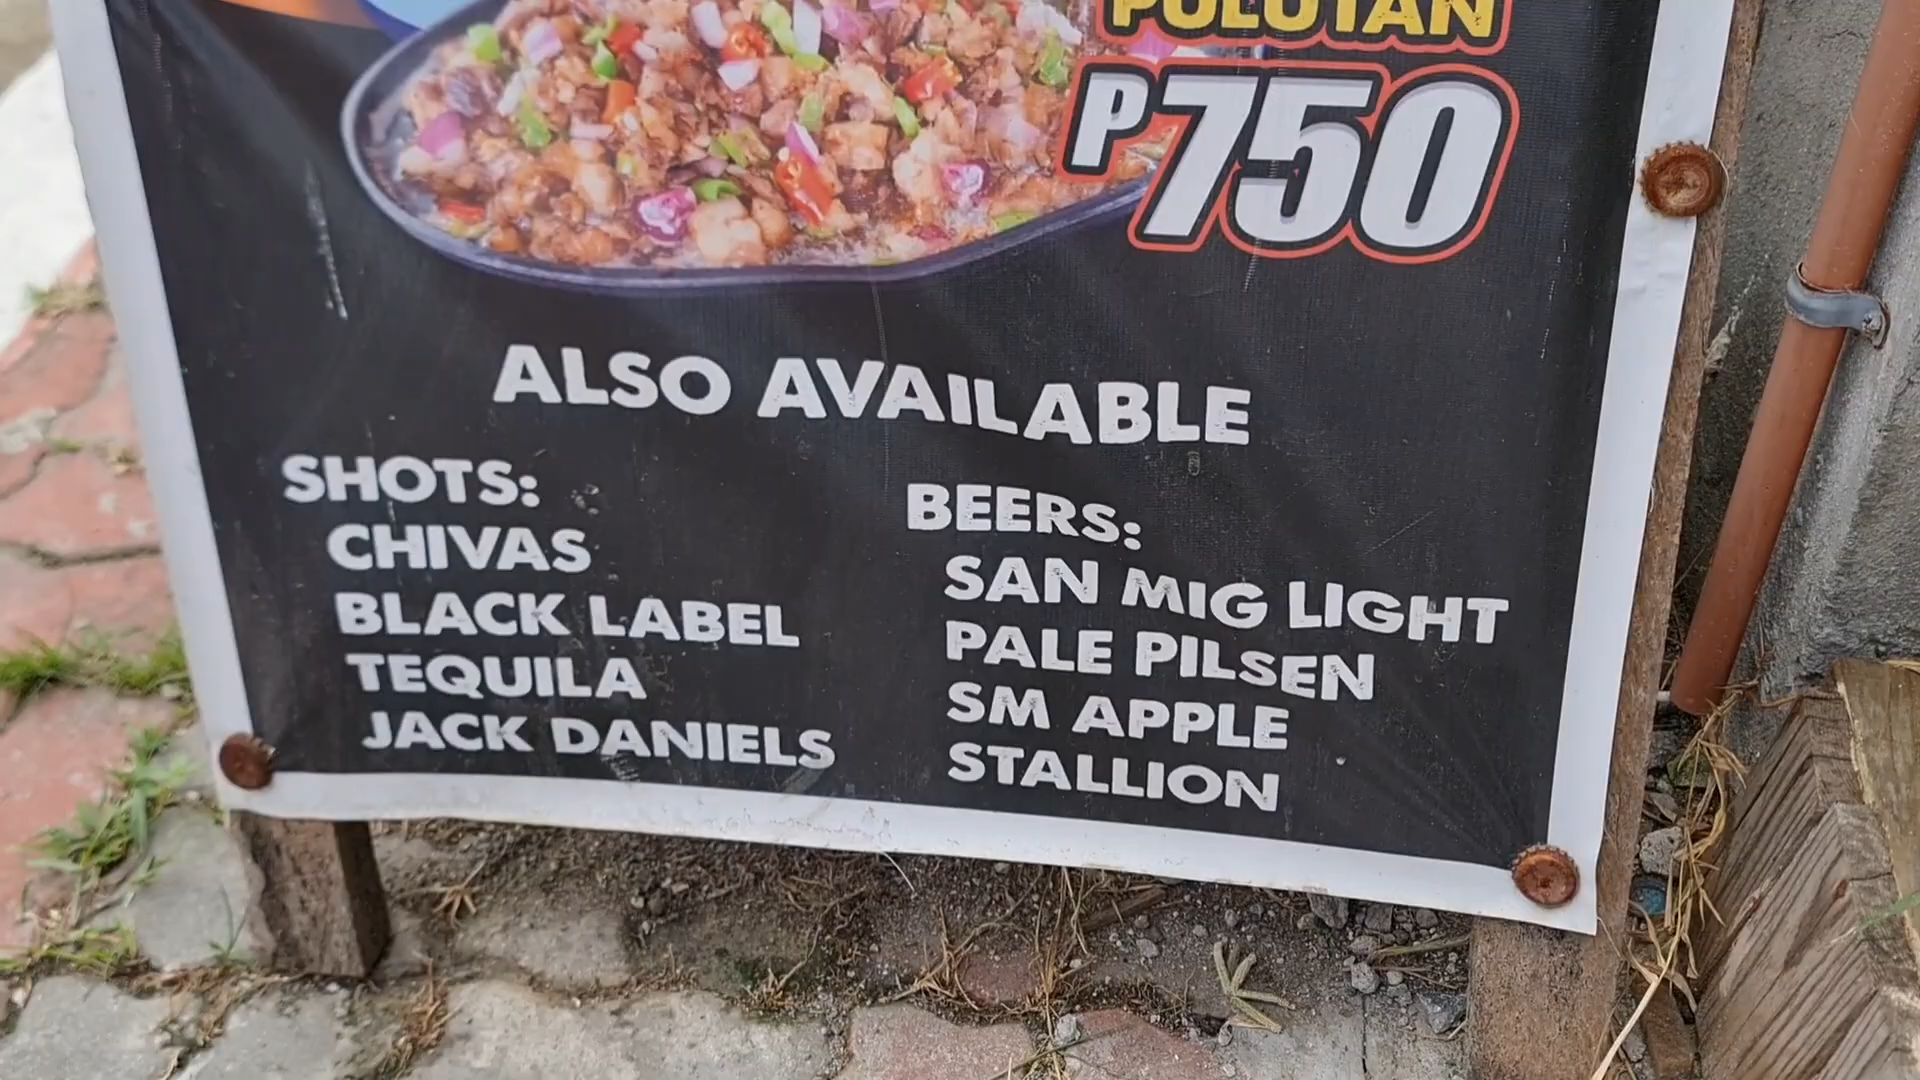 PULUTAN
P750
ALSO AVAILABLE
SHOTS:
CHIVAS
BLACK LABEL
TEQUILA
JACK DANIELS
BEERS:
SAN MIG LIGHT
PALE PILSEN
SM APPLE
STALLION